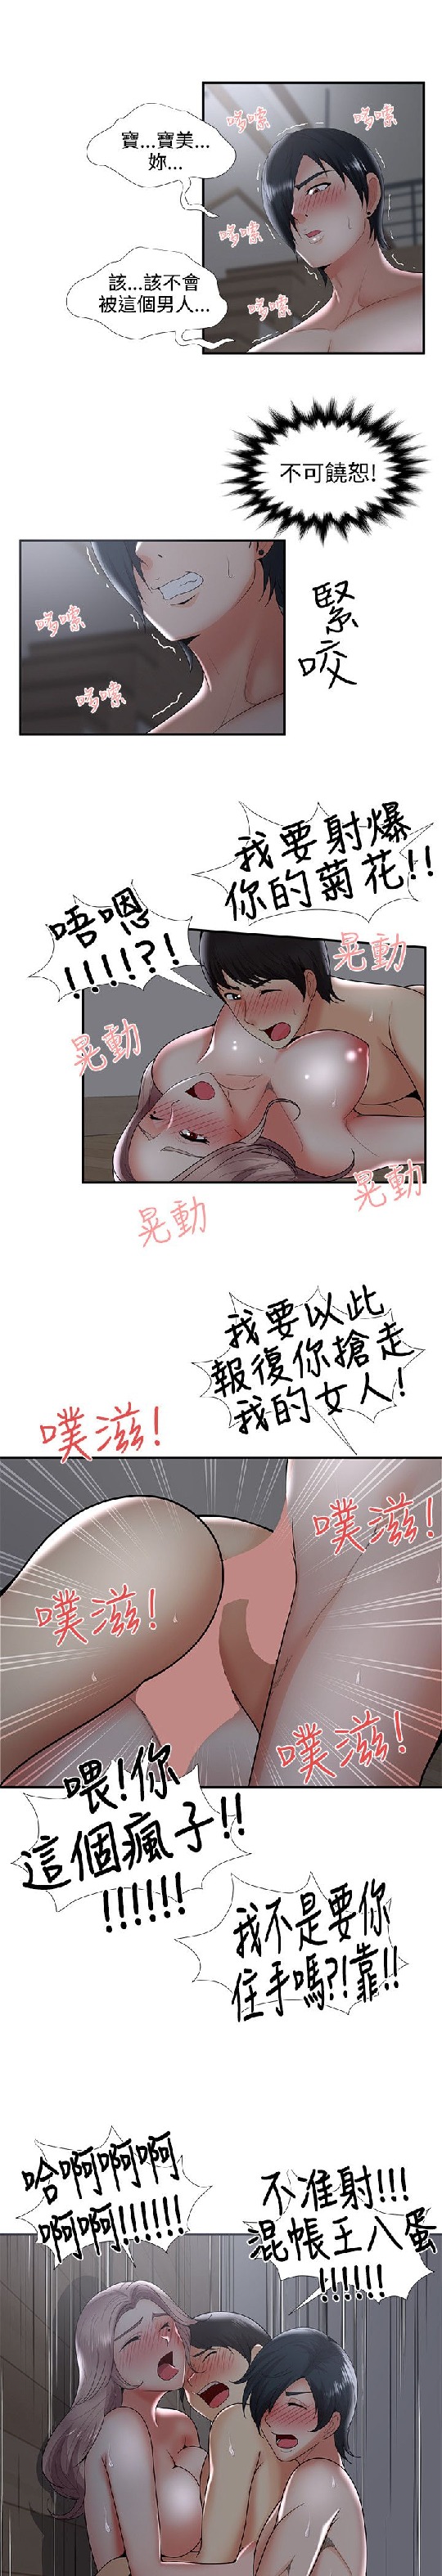 寶...寶美...
妳...
哆嗦
哆嗦
哆嗦
哆嗦
該...該不會
被這個男人...
不可饒恕!
緊
咬
哆嗦
哆嗦
我要射爆
你的菊花!!
唔嗯
!!!!?!
晃動
晃動
晃動
晃動
我要以此
報復你搶走
我的女人!
噗滋!
噗滋!
噗滋!
噗滋!
喂!你
這個瘋子!!
!!!!!!
我不是要你
住手嗎?!靠!!
哈啊啊啊
啊啊!!!!!!
不准射!!!
混帳王八蛋
!!!!!!